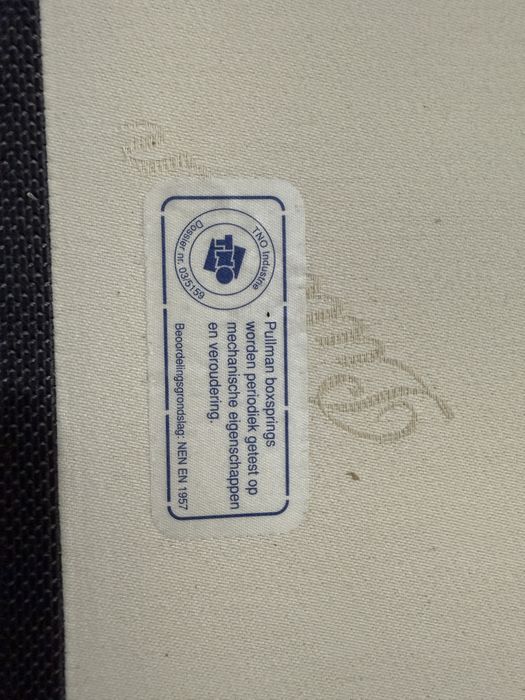 TNO Industrie
TNO
Dossier nr. 03/5159
Pullman boxsprings
worden periodiek getest op
mechanische eigenschappen
en veroudering.
Beoordelingsgrondslag: NEN EN 1957